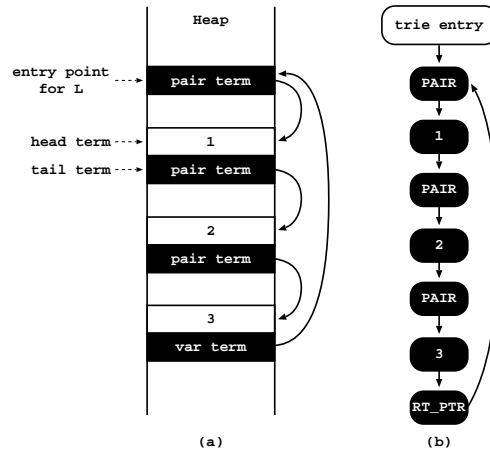 Heap
entry point
for L
pair term
head term
1
tail term
pair term
2
pair term
3
var term
(a)
trie entry
PAIR
1
PAIR
2
PAIR
3
RT_PTR
(b)